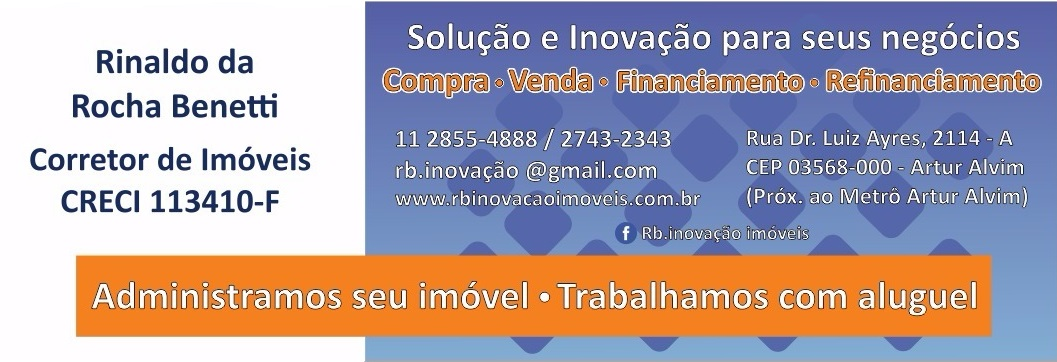 Rinaldo da
Rocha Benetti
Corretor de Imóveis
CRECI 113410-F
Solução e Inovação para seus negócios
Compra • Venda • Financiamento • Refinanciamento
11 2855-4888 / 2743-2343
rb.inovação @gmail.com
www.rbinovacaoimoveis.com.br
Rua Dr. Luiz Ayres, 2114 - A
CEP 03568-000 - Artur Alvim
(Próx. ao Metrô Artur Alvim)
f Rb.inovação imóveis
Administramos seu imóvel • Trabalhamos com aluguel